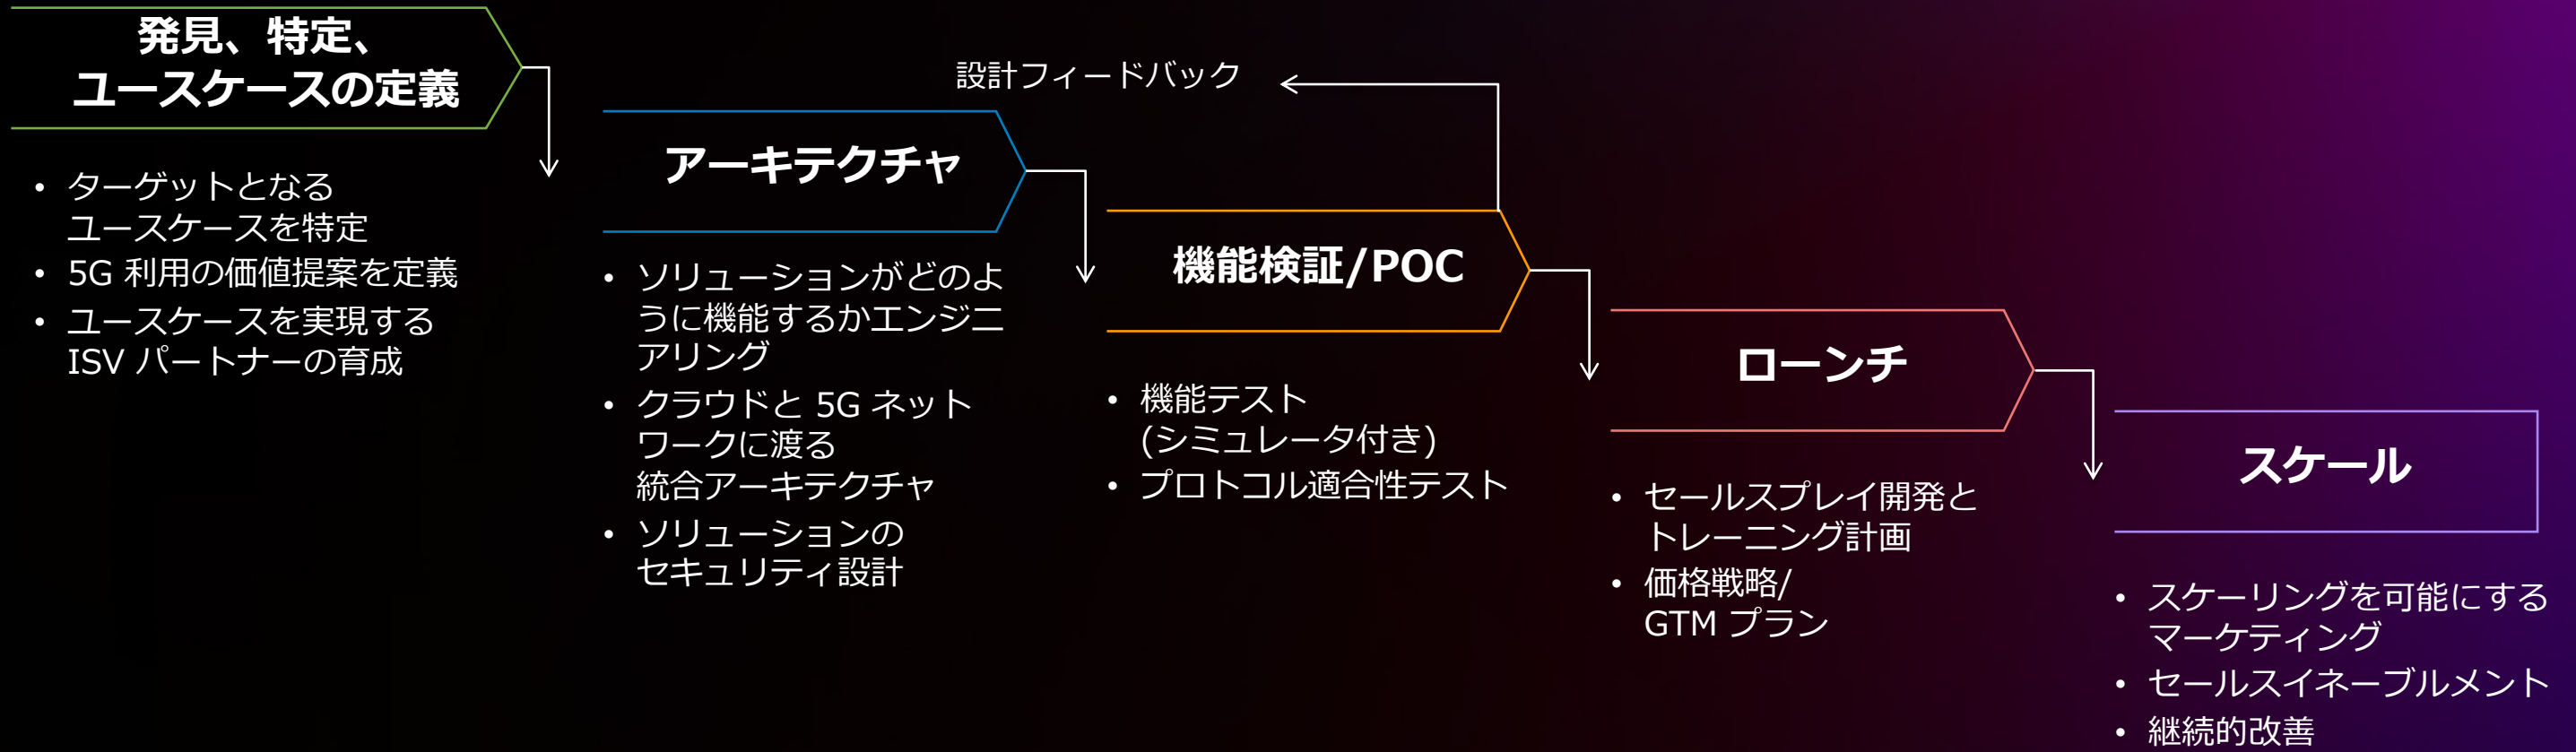 発見、特定、
ユースケースの定義
• ターゲットとなる
ユースケースを特定
• 5G 利用の価値提案を定義
• ユースケースを実現する
ISV パートナーの育成
設計フィードバック
アーキテクチャ
• ソリューションがどのよ
うに機能するかエンジニ
アリング
• クラウドと 5G ネット
ワークに渡る
統合アーキテクチャ
• ソリューションの
セキュリティ設計
機能検証/POC
• 機能テスト
(シミュレータ付き)
• プロトコル適合性テスト
ローンチ
• セールスプレイ開発と
トレーニング計画
• 価格戦略/
GTM プラン
スケール
• スケーリングを可能にする
マーケティング
• セールスイネーブルメント
• 継続的改善